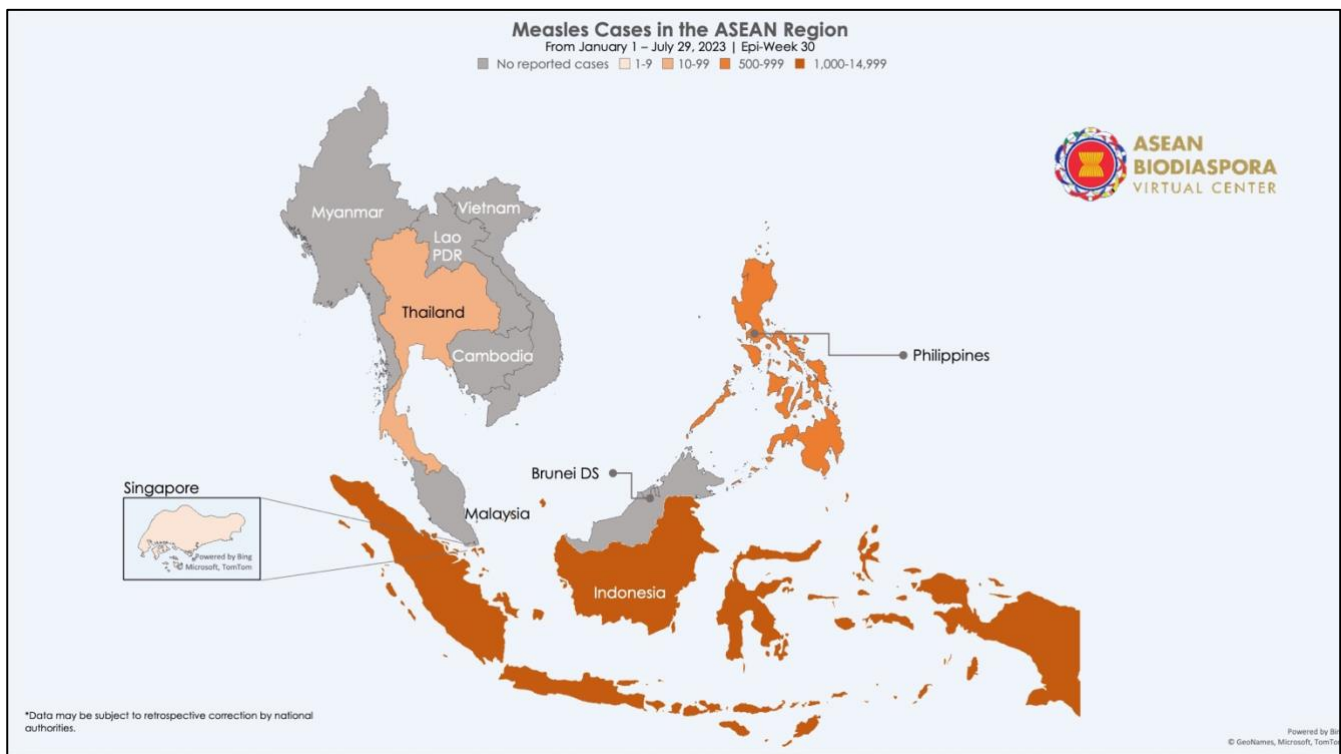 Measles Cases in the ASEAN Region
From January 1 – July 29, 2023 | Epi-Week 30
No reported cases 1-9 10-99 500-999 1,000-14,999
ASEAN
BIODIASPORA
VIRTUAL CENTER
Myanmar
Vietnam
Lao
PDR
Thailand
Cambodia
Philippines
Brunei DS
Singapore
Malaysia
Powered by Bing
© Microsoft, TomTom
Indonesia
*Data may be subject to retrospective correction by national
authorities.
Powered by Bing
© GeoNames, Microsoft, TomTom